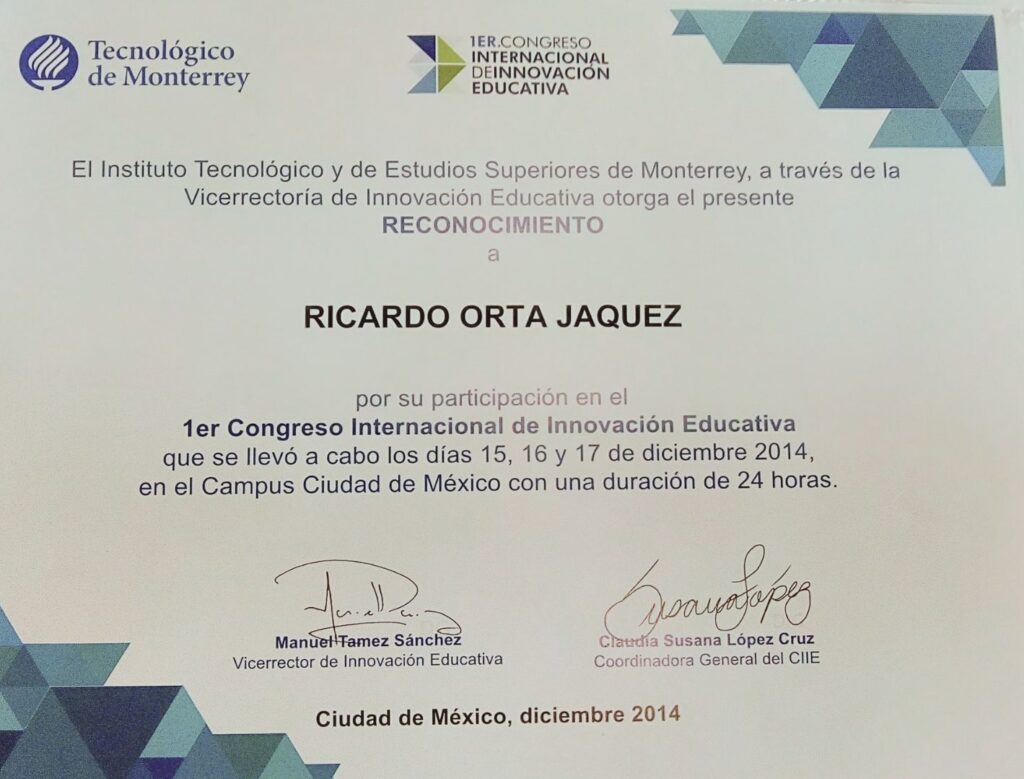 Tecnológico
de Monterrey
1ER.CONGRESO
INTERNACIONAL
DEINNOVACIÓN
EDUCATIVA
El Instituto Tecnológico y de Estudios Superiores de Monterrey, a través de la
Vicerrectoría de Innovación Educativa otorga el presente
RECONOCIMIENTO
a
RICARDO ORTA JAQUEZ
por su participación en el
1er Congreso Internacional de Innovación Educativa
que se llevó a cabo los días 15, 16 y 17 de diciembre 2014,
en el Campus Ciudad de México con una duración de 24 horas.
Susana López
Manuel Tamez Sánchez
Vicerrector de Innovación Educativa
Claudia Susana López Cruz
Coordinadora General del CIIE
Ciudad de México, diciembre 2014